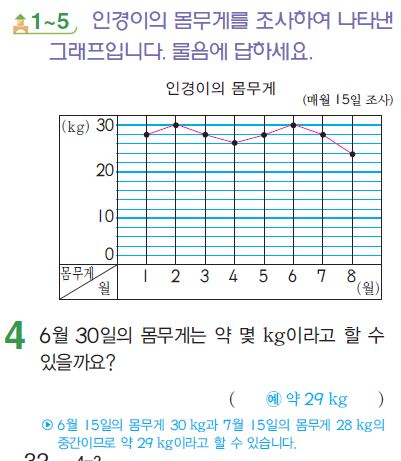 1~5 인경이의 몸무게를 조사하여 나타낸
그래프입니다. 물음에 답하세요.
인경이의 몸무게
(매월 15일 조사)
(kg) 30
20
10
0
몸무게
월
1 2 3 4 5 6 7 8 (월)
4 6월 30일의 몸무게는 약 몇 kg이라고 할 수
있을까요?
( 예 약 29 kg )
6월 15일의 몸무게 30 kg과 7월 15일의 몸무게 28 kg의
중간이므로 약 29 kg이라고 할 수 있습니다.